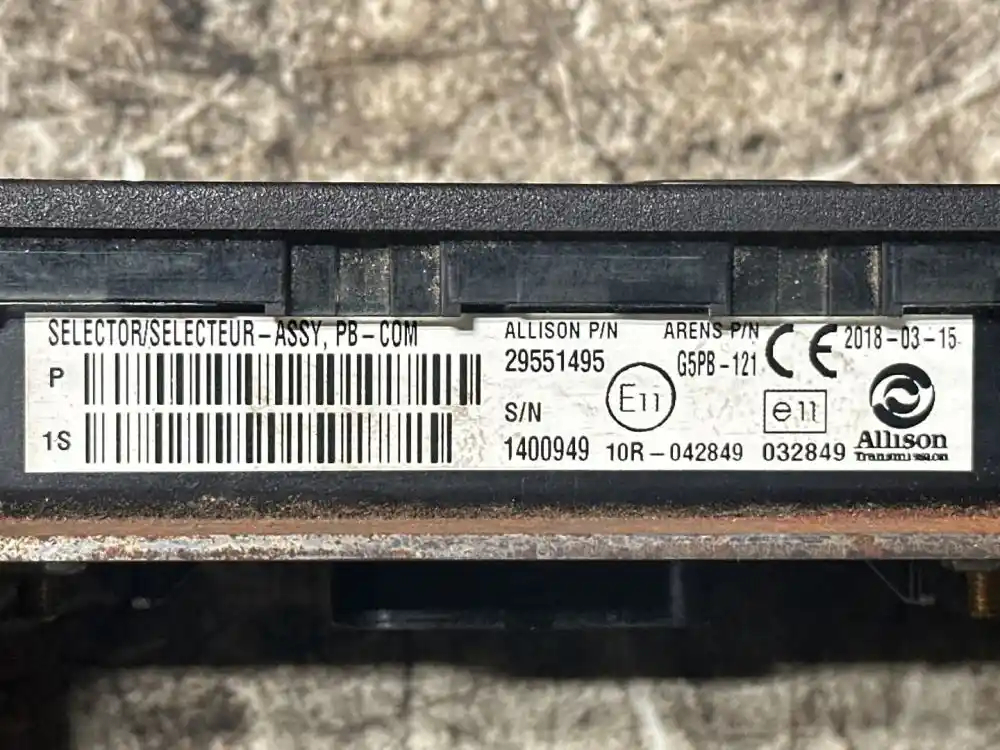 SELECTOR/SELECTEUR-ASSY, PB-COM
P
1S
ALLISON P/N
29551495
S/N
1400949
ARENS P/N
G5PB-121
E11
10R-042849
CE
2018-03-15
e11
032849
Allison
Transmission